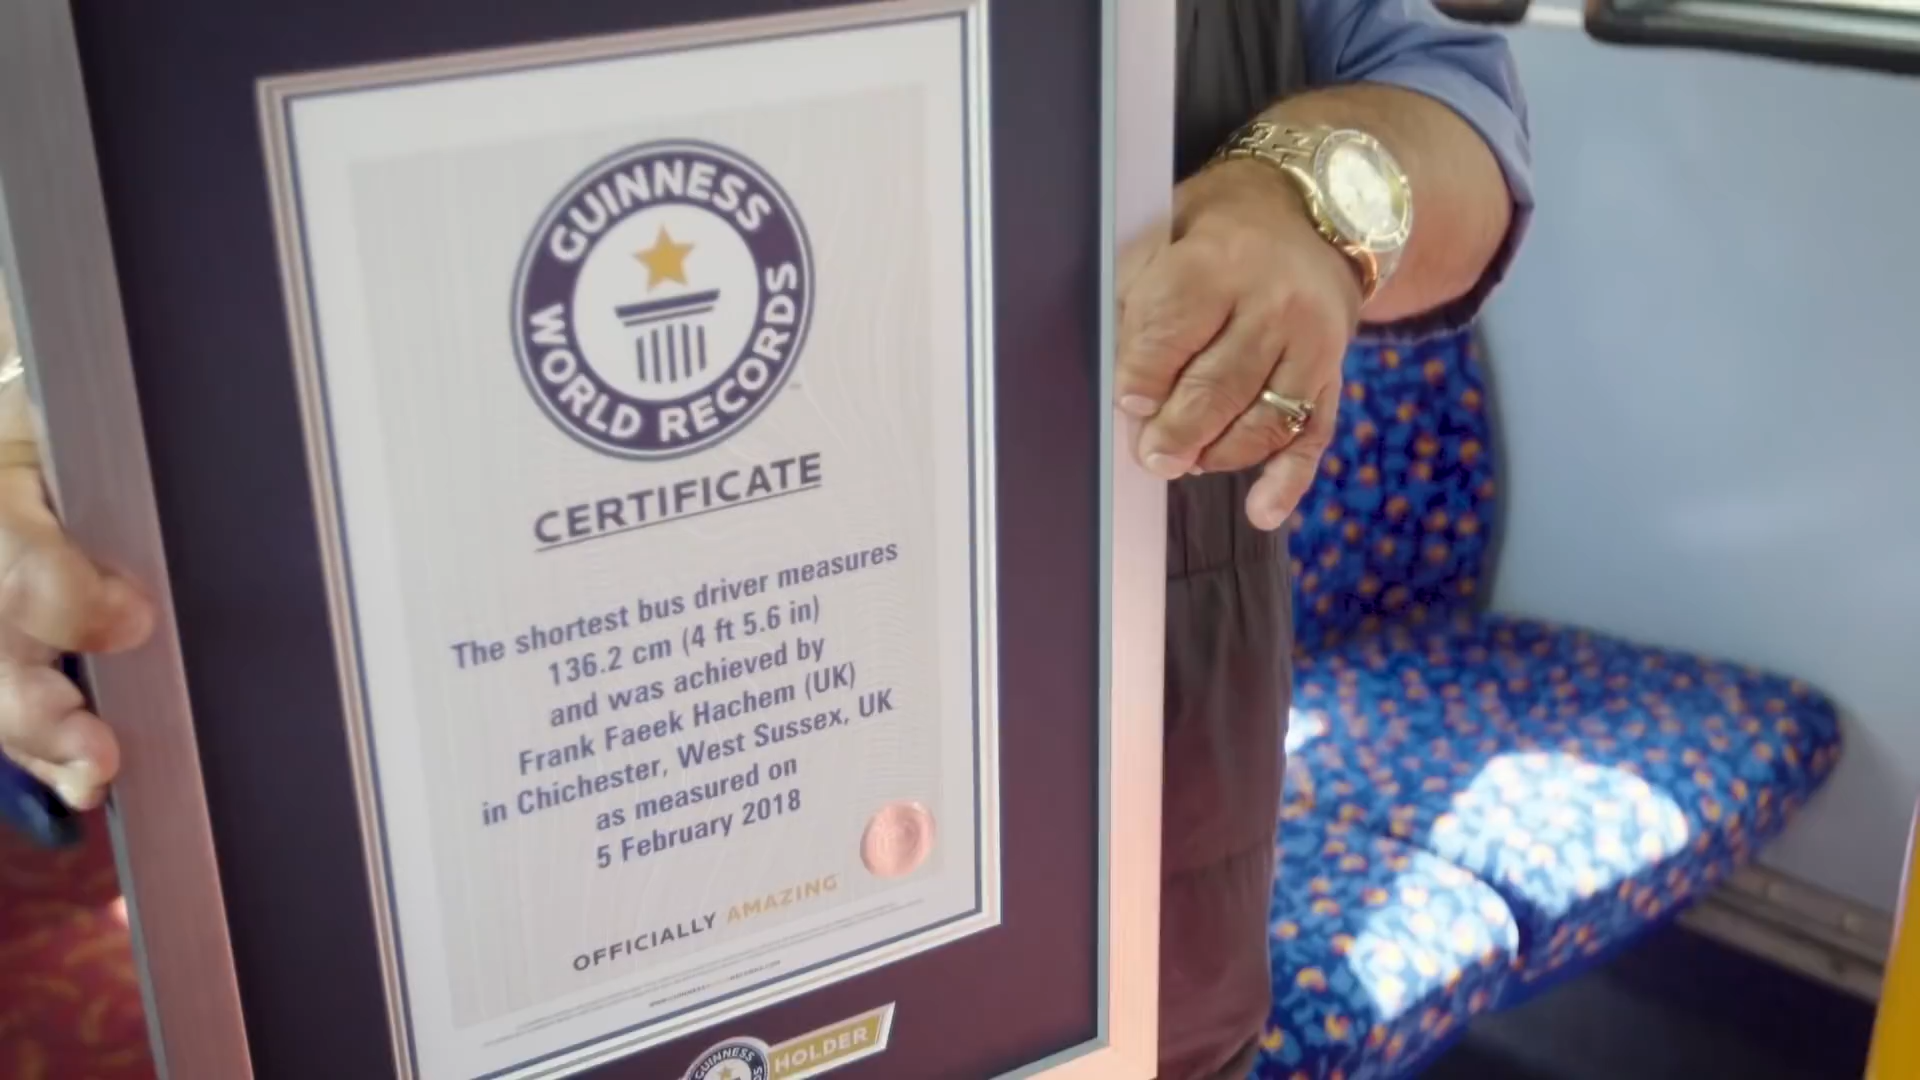 GUINNESS
WORLD RECORDS
CERTIFICATE
The shortest bus driver measures
136.2 cm (4 ft 5.6 in)
and was achieved by
Frank Faeek Hachem (UK)
in Chichester, West Sussex, UK
as measured on
5 February 2018
OFFICIALLY AMAZING
GUINNESS
HOLDER